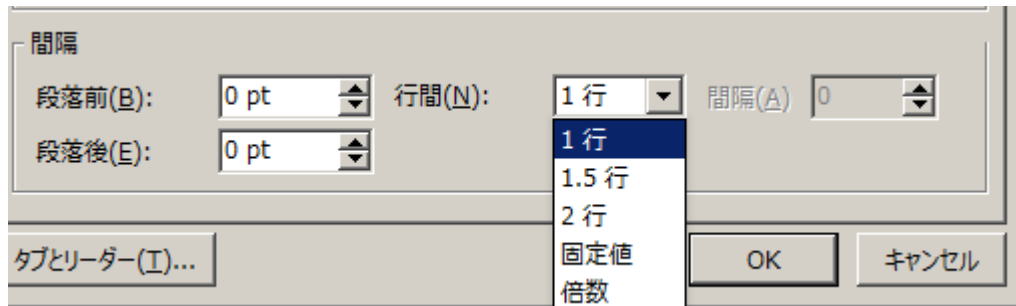 間隔
段落前(B): 0 pt 行間(N): 1 行 間隔(A) 0
段落後(E): 0 pt
1 行
1.5 行
2 行
固定値
倍数
タブとリーダー(T)... OK キャンセル